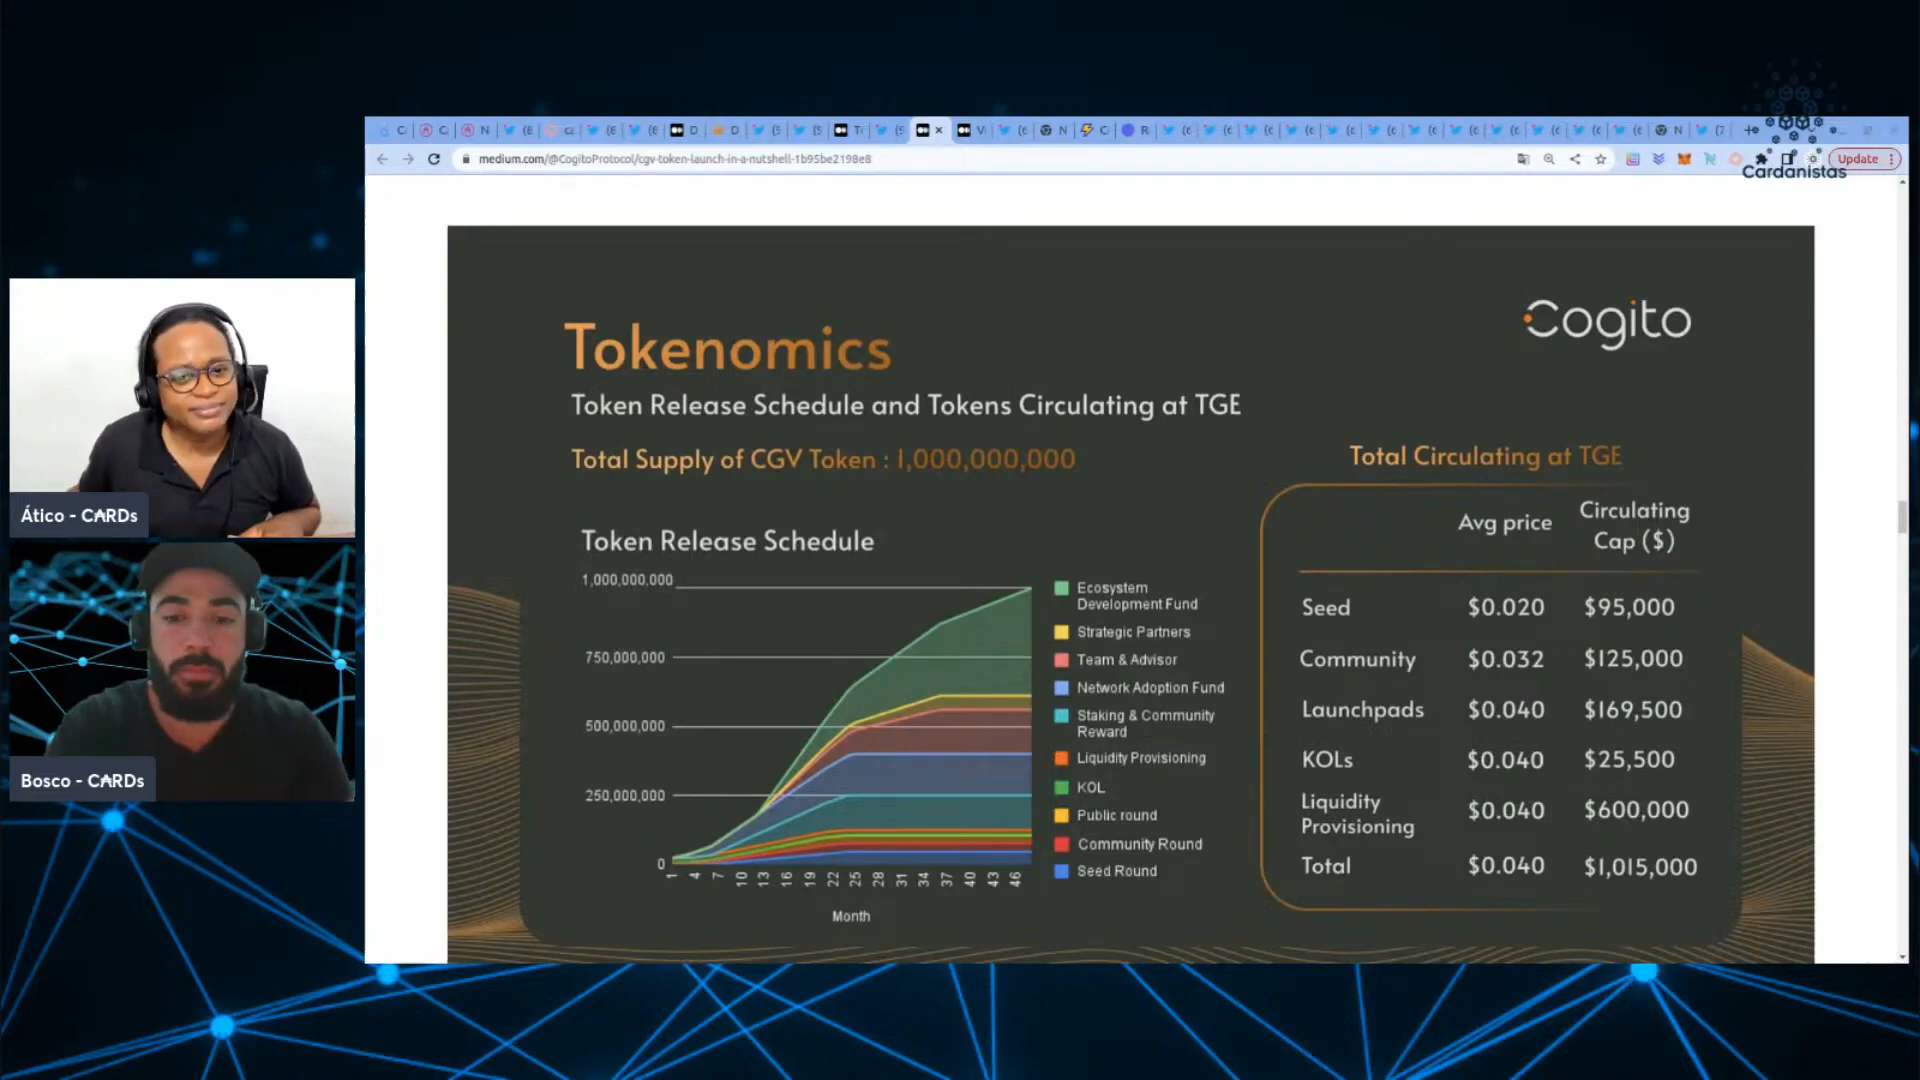 medium.com/@CogitoProtocol/cgv-token-launch-in-a-nutshell-1b95be2198e8
Update
Cardanistas
Cogito
Tokenomics
Token Release Schedule and Tokens Circulating at TGE
Total Supply of CGV Token : 1,000,000,000
Token Release Schedule
1,000,000,000
750,000,000
500,000,000
250,000,000
0
1 4 7 10 13 16 19 22 25 28 31 34 37 40 43 46
Month
Ecosystem
Development Fund
Strategic Partners
Team & Advisor
Network Adoption Fund
Staking & Community
Reward
Liquidity Provisioning
KOL
Public round
Community Round
Seed Round
Total Circulating at TGE
Avg price
Circulating
Cap ($)
Seed $0.020 $95,000
Community $0.032 $125,000
Launchpads $0.040 $169,500
KOLs $0.040 $25,500
Liquidity
Provisioning $0.040 $600,000
Total $0.040 $1,015,000
Ático - C₳RDs
Bosco - C₳RDs